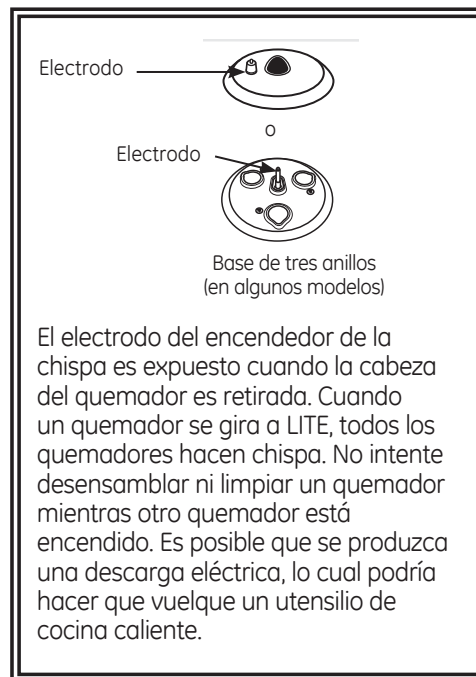 Electrodo
o
Electrodo
Base de tres anillos
(en algunos modelos)
El electrodo del encendedor de la
chispa es expuesto cuando la cabeza
del quemador es retirada. Cuando
un quemador se gira a LITE, todos los
quemadores hacen chispa. No intente
desensamblar ni limpiar un quemador
mientras otro quemador está
encendido. Es posible que se produzca
una descarga eléctrica, lo cual podría
hacer que vuelque un utensilio de
cocina caliente.